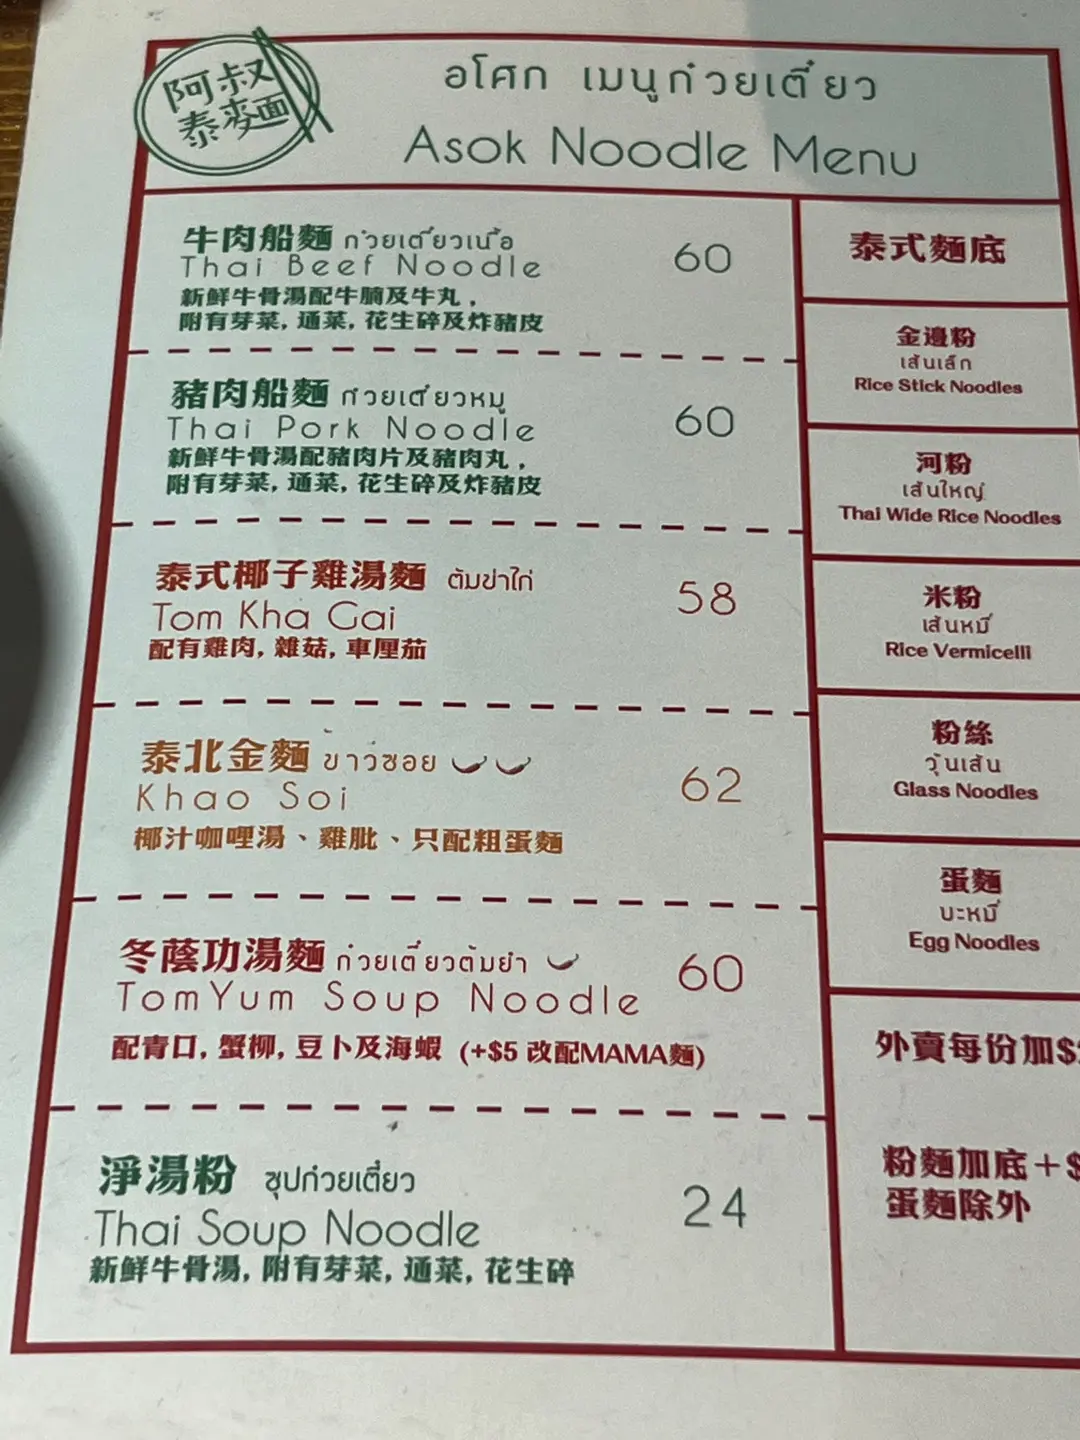 阿叔
泰麥面
อโศก เมนูก๋วยเตี๋ยว
Asok Noodle Menu
牛肉船麵 ก๋วยเตี๋ยวเนื้อ
Thai Beef Noodle
60
新鮮牛骨湯配牛腩及牛丸,
附有芽菜, 通菜, 花生碎及炸豬皮
豬肉船麵 ก๋วยเตี๋ยวหมู
Thai Pork Noodle
60
新鮮牛骨湯配豬肉片及豬肉丸,
附有芽菜, 通菜, 花生碎及炸豬皮
泰式椰子雞湯麵 ต้มข่าไก่
Tom Kha Gai
58
配有雞肉, 雜菇, 車厘茄
泰北金麵 ข้าวซอย
Khao Soi
62
椰汁咖哩湯、雞肶、只配粗蛋麵
冬蔭功湯麵 ก๋วยเตี๋ยวต้มยำ
TomYum Soup Noodle
60
配青口, 蟹柳, 豆卜及海蝦 (+$5 改配MAMA麵)
淨湯粉 ซุปก๋วยเตี๋ยว
Thai Soup Noodle
24
新鮮牛骨湯, 附有芽菜, 通菜, 花生碎
泰式麵底
金邊粉
เส้นเล็ก
Rice Stick Noodles
河粉
เส้นใหญ่
Thai Wide Rice Noodles
米粉
เส้นหมี่
Rice Vermicelli
粉絲
วุ้นเส้น
Glass Noodles
蛋麵
บะหมี่
Egg Noodles
外賣每份加$
粉麵加底+$
蛋麵除外